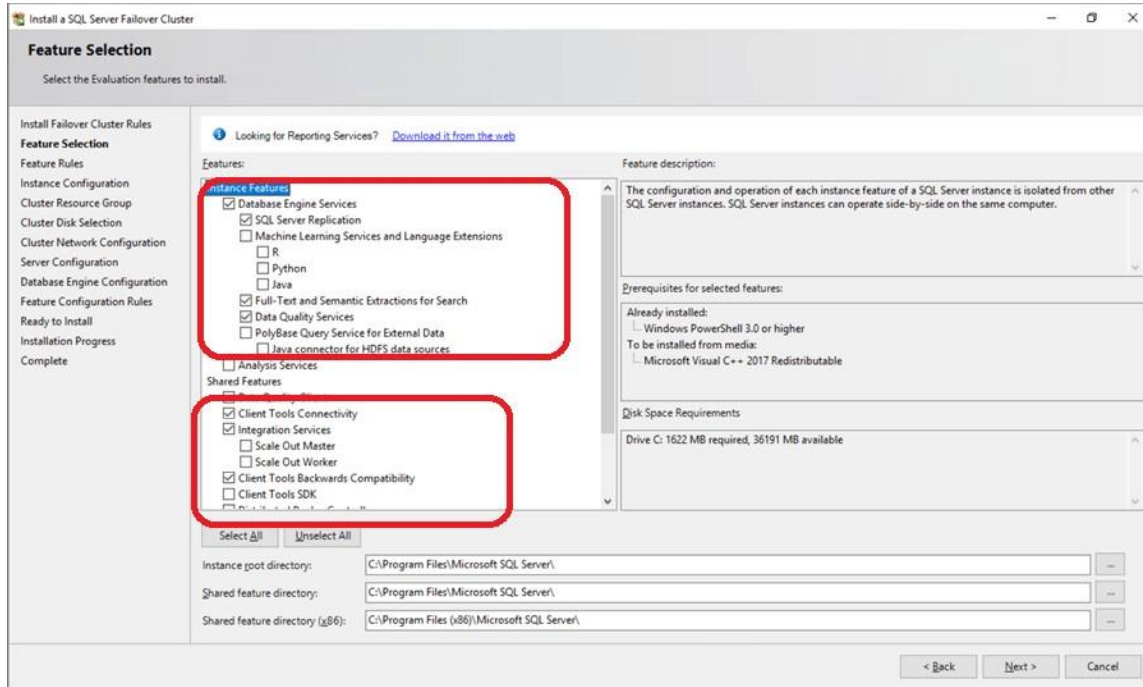 Install a SQL Server Failover Cluster
Feature Selection
Select the Evaluation features to install.
Install Failover Cluster Rules
Feature Selection
Feature Rules
Instance Configuration
Cluster Resource Group
Cluster Disk Selection
Cluster Network Configuration
Server Configuration
Database Engine Configuration
Feature Configuration Rules
Ready to Install
Installation Progress
Complete
Looking for Reporting Services? Download it from the web
Features:
Instance Features
Database Engine Services
SQL Server Replication
Machine Learning Services and Language Extensions
R
Python
Java
Full-Text and Semantic Extractions for Search
Data Quality Services
PolyBase Query Service for External Data
Java connector for HDFS data sources
Analysis Services
Shared Features
Client Tools Connectivity
Integration Services
Scale Out Master
Scale Out Worker
Client Tools Backwards Compatibility
Client Tools SDK
Feature description:
The configuration and operation of each instance feature of a SQL Server instance is isolated from other
SQL Server instances. SQL Server instances can operate side-by-side on the same computer.
Prerequisites for selected features:
Already installed:
Windows PowerShell 3.0 or higher
To be installed from media:
Microsoft Visual C++ 2017 Redistributable
Disk Space Requirements
Drive C: 1622 MB required, 36191 MB available
Select All Unselect All
Instance root directory: C:\Program Files\Microsoft SQL Server\
Shared feature directory: C:\Program Files\Microsoft SQL Server\
Shared feature directory (x86): C:\Program Files (x86)\Microsoft SQL Server\
< Back Next > Cancel